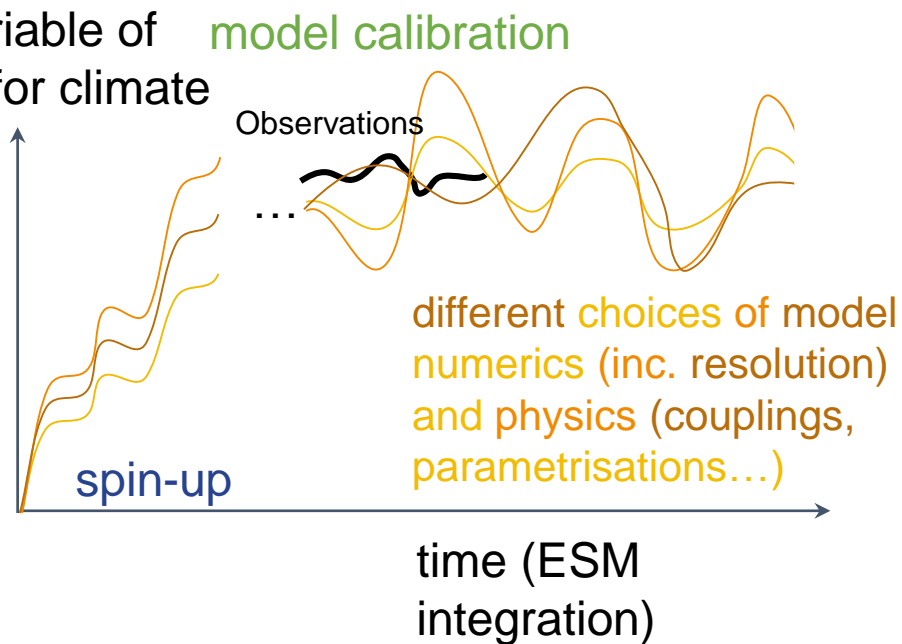 riable of
for climate
model calibration
Observations
...
different choices of model
numerics (inc. resolution)
and physics (couplings,
parametrisations…)
spin-up
time (ESM
integration)